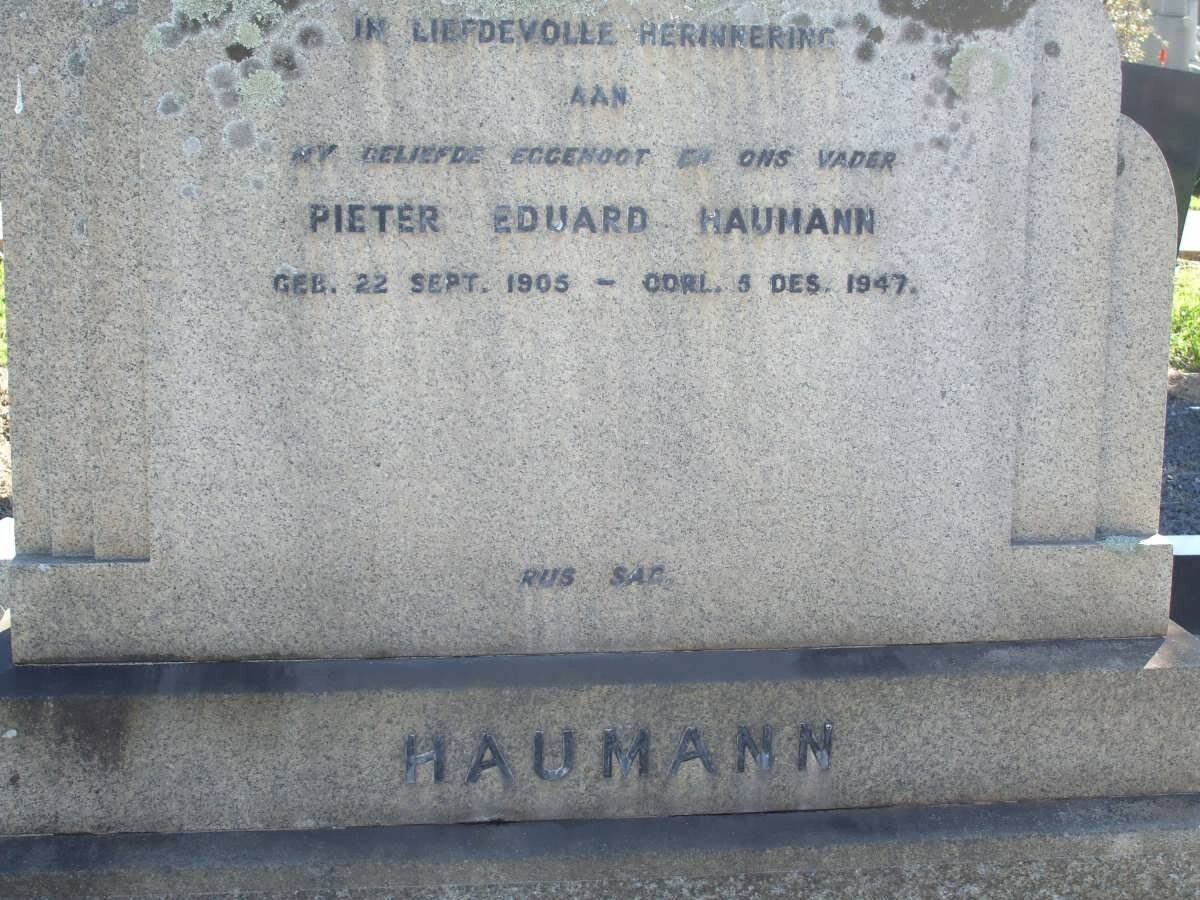 IN LIEFDEVOLLE HERINNERING
AAN
MY GELIEFDE EGGENOOT EN ONS VADER
PIETER EDUARD HAUMANN
GEB. 22 SEPT. 1905 – OORL. 5 DES. 1947.
RUS SAG.
HAUMANN